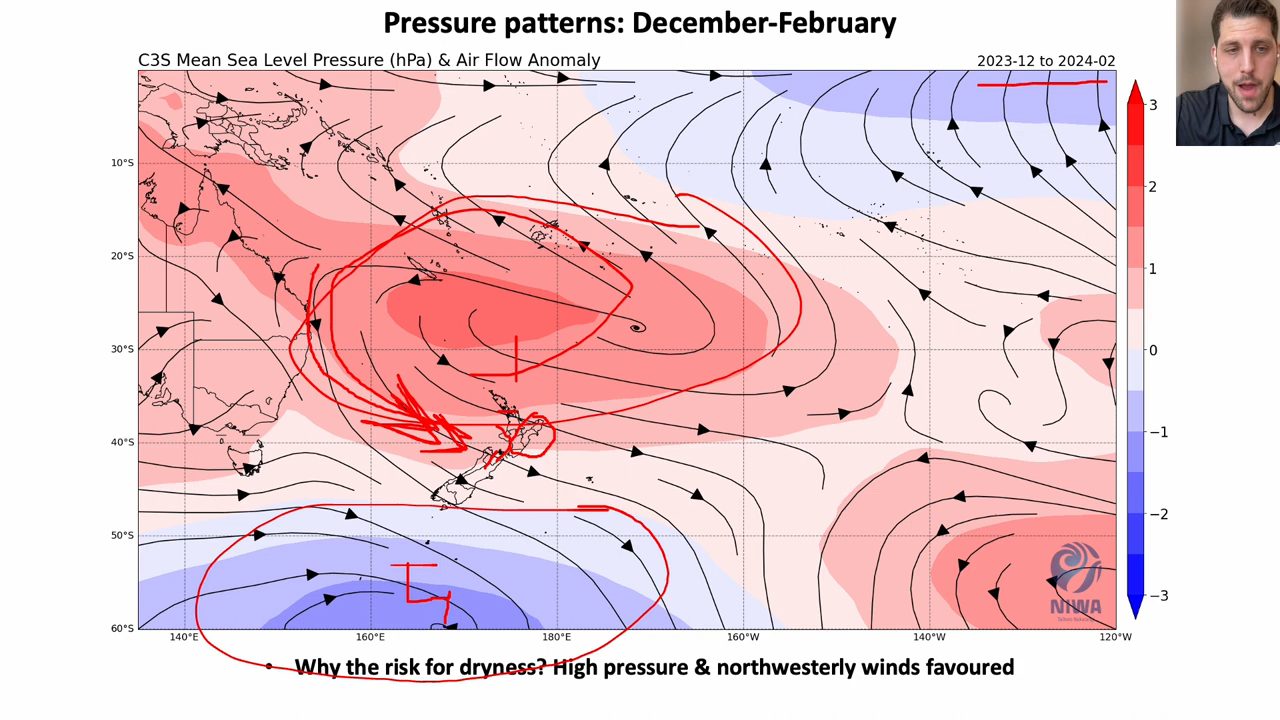 Pressure patterns: December-February
C3S Mean Sea Level Pressure (hPa) & Air Flow Anomaly
2023-12 to 2024-02
3
2
1
0
−1
−2
−3
10°S
20°S
30°S
40°S
50°S
60°S
140°E
160°E
180°E
160°W
140°W
120°W
NIWA
• Why the risk for dryness? High pressure & northwesterly winds favoured